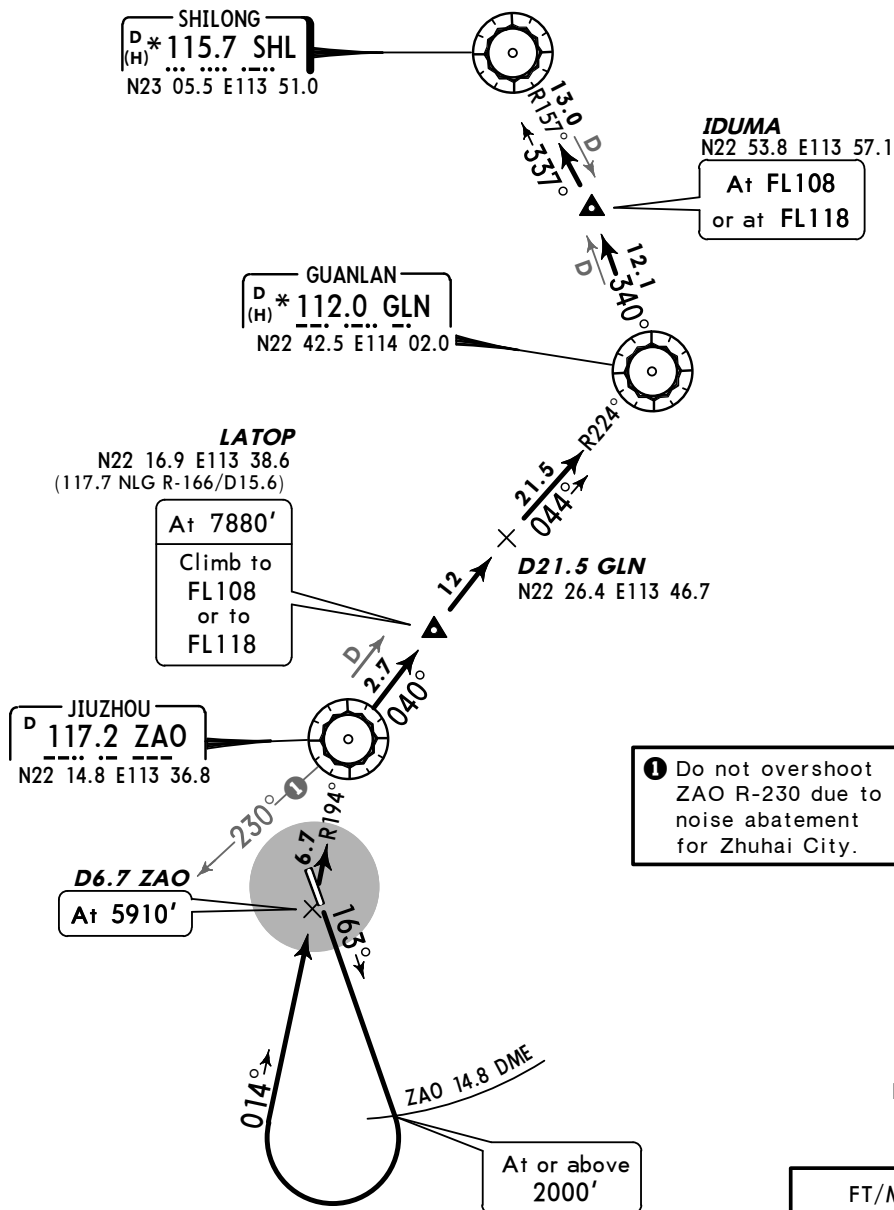 SHILONG
D
(H) * 115.7 SHL
N23 05.5 E113 51.0
13.0
R157°
D
337°
IDUMA
N22 53.8 E113 57.1
At FL108
or at FL118
12.1
D
340°
GUANLAN
D
(H) * 112.0 GLN
N22 42.5 E114 02.0
R224°
21.5
044°
LATOP
N22 16.9 E113 38.6
(117.7 NLG R-166/D15.6)
At 7880'
Climb to
FL108
or to
FL118
D21.5 GLN
N22 26.4 E113 46.7
12
D
2.7
040°
JIUZHOU
D 117.2 ZAO
N22 14.8 E113 36.8
1 Do not overshoot
ZAO R-230 due to
noise abatement
for Zhuhai City.
230°
1
R194°
6.7
D6.7 ZAO
At 5910'
163°
014°
ZAO 14.8 DME
At or above
2000'